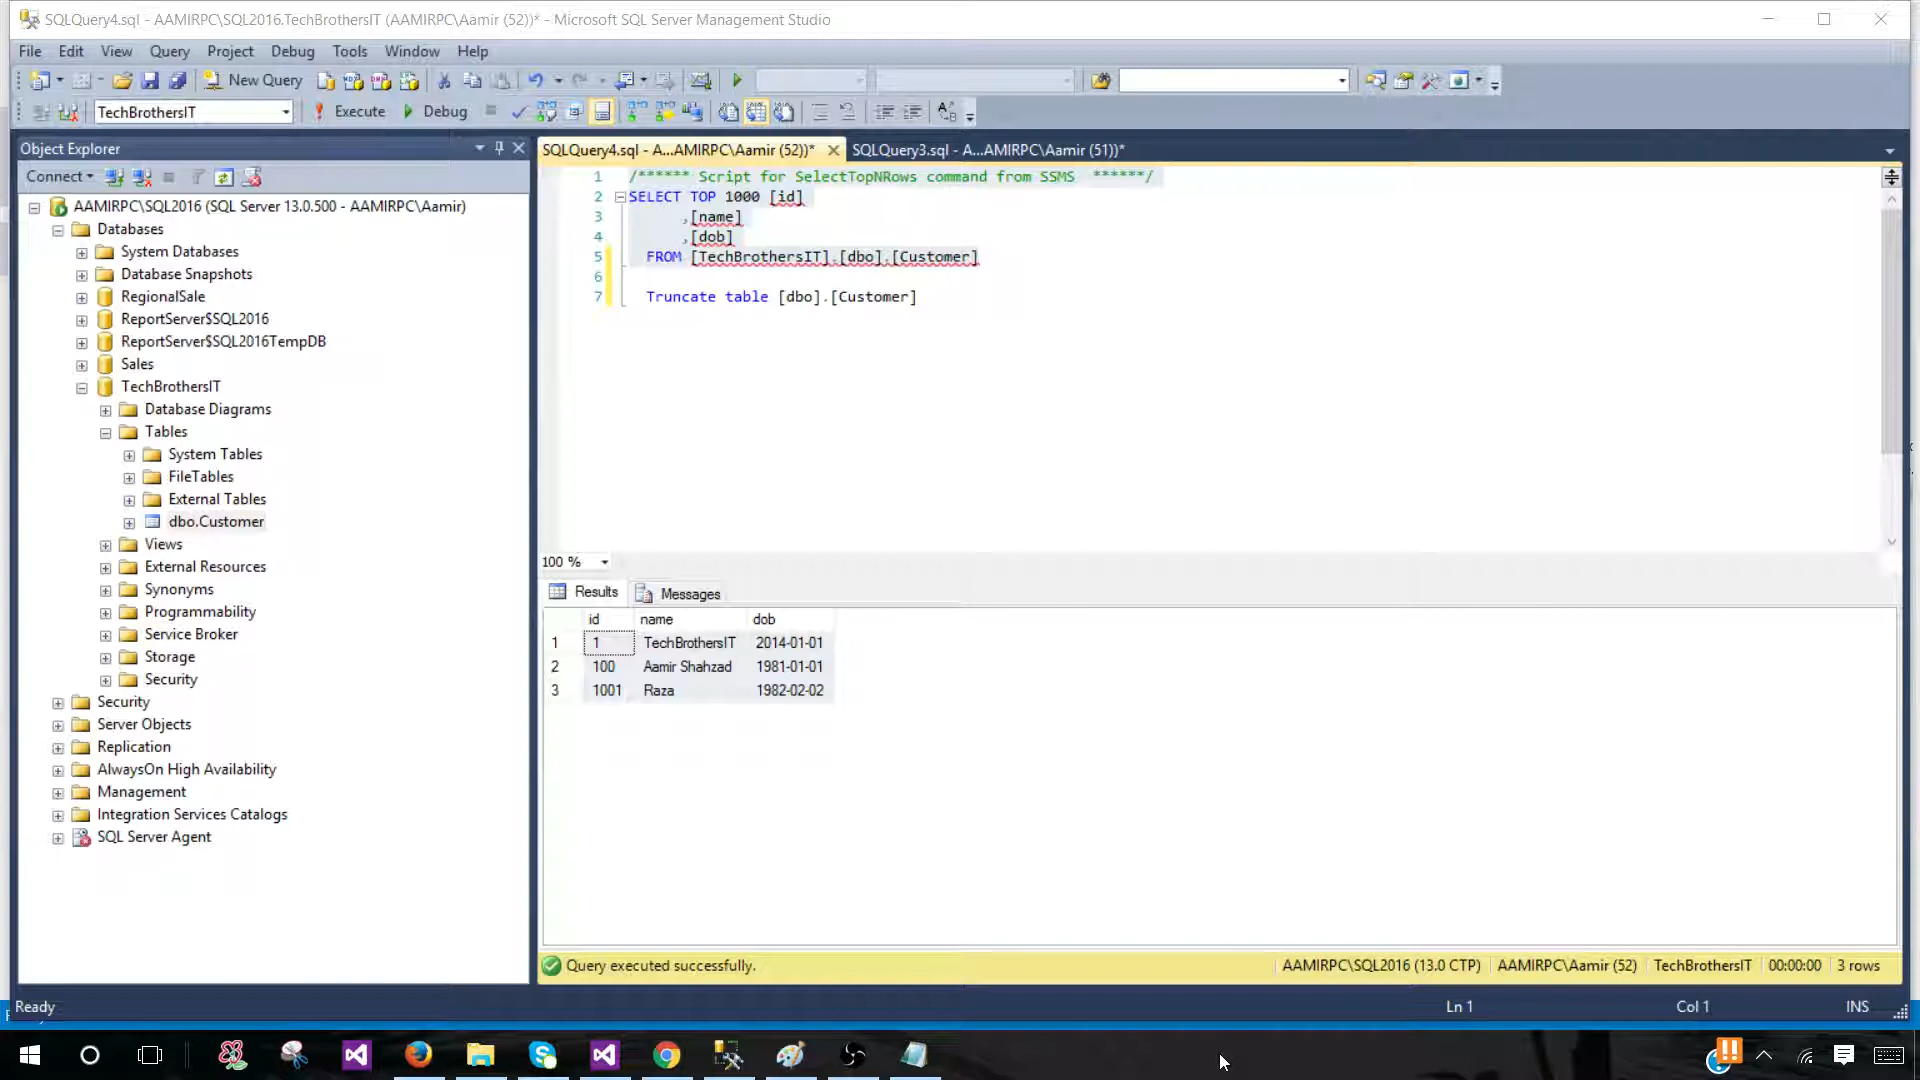 SQLQuery4.sql - AAMIRPC\SQL2016.TechBrothersIT (AAMIRPC\Aamir (52))* - Microsoft SQL Server Management Studio
File Edit View Query Project Debug Tools Window Help
New Query
TechBrothersIT Execute Debug
Object Explorer
Connect
AAMIRPC\SQL2016 (SQL Server 13.0.500 - AAMIRPC\Aamir)
Databases
System Databases
Database Snapshots
RegionalSale
ReportServer$SQL2016
ReportServer$SQL2016TempDB
Sales
TechBrothersIT
Database Diagrams
Tables
System Tables
FileTables
External Tables
dbo.Customer
Views
External Resources
Synonyms
Programmability
Service Broker
Storage
Security
Security
Server Objects
Replication
AlwaysOn High Availability
Management
Integration Services Catalogs
SQL Server Agent
SQLQuery4.sql - A...AMIRPC\Aamir (52))* SQLQuery3.sql - A...AMIRPC\Aamir (51))*
1 /****** Script for SelectTopNRows command from SSMS ******/
2 SELECT TOP 1000 [id]
3 ,[name]
4 ,[dob]
5 FROM [TechBrothersIT].[dbo].[Customer]
6
7 Truncate table [dbo].[Customer]
100 %
Results Messages
id name dob
1 1 TechBrothersIT 2014-01-01
2 100 Aamir Shahzad 1981-01-01
3 1001 Raza 1982-02-02
Query executed successfully. AAMIRPC\SQL2016 (13.0 CTP) AAMIRPC\Aamir (52) TechBrothersIT 00:00:00 3 rows
Ready Ln 1 Col 1 INS